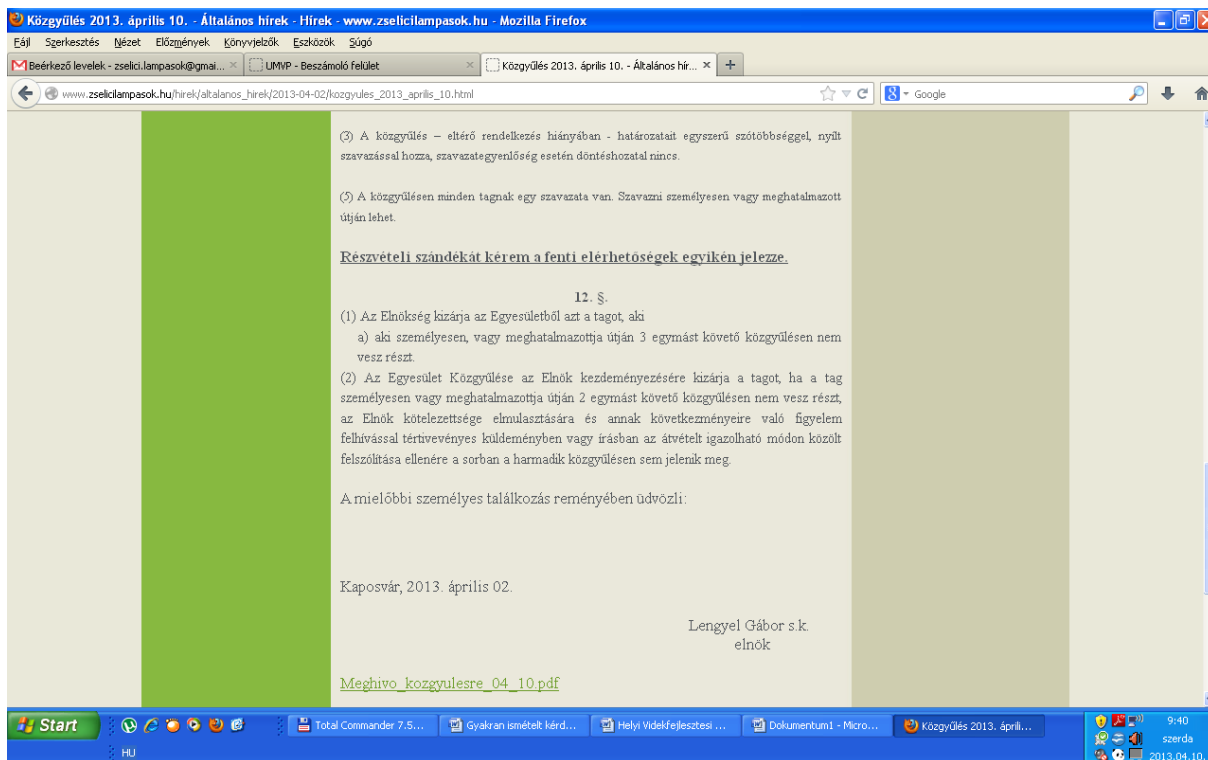 Közgyűlés 2013. április 10. - Általános hírek - Hírek - www.zselicilampasok.hu - Mozilla Firefox
Fájl Szerkesztés Nézet Előzmények Könyvjelzők Eszközök Súgó
Beérkező levelek - zselici.lampasok@gmai...
UMVP - Beszámoló felület
Közgyűlés 2013. április 10. - Általános hír...
www.zselicilampasok.hu/hirek/altalanos_hirek/2013-04-02/kozgyules_2013_aprilis_10.html
Google
(3) A közgyűlés – eltérő rendelkezés hiányában - határozatait egyszerű szótöbbséggel, nyílt
szavazással hozza, szavazategyenlőség esetén döntéshozatal nincs.
(5) A közgyűlésen minden tagnak egy szavazata van. Szavazni személyesen vagy meghatalmazott
útján lehet.
Részvételi szándékát kérem a fenti elérhetőségek egyikén jelezze.
12. §.
(1) Az Elnökség kizárja az Egyesületből azt a tagot, aki
a) aki személyesen, vagy meghatalmazottja útján 3 egymást követő közgyűlésen nem
vesz részt.
(2) Az Egyesület Közgyűlése az Elnök kezdeményezésére kizárja a tagot, ha a tag
személyesen vagy meghatalmazottja útján 2 egymást követő közgyűlésen nem vesz részt,
az Elnök kötelezettsége elmulasztására és annak következményeire való figyelem
felhívással tértivevényes küldeményben vagy írásban az átvételt igazolható módon közölt
felszólítása ellenére a sorban a harmadik közgyűlésen sem jelenik meg.
A mielőbbi személyes találkozás reményében üdvözli:
Kaposvár, 2013. április 02.
Lengyel Gábor s.k.
elnök
Meghivo_kozgyulesre_04_10.pdf
Start
Total Commander 7.5...
Gyakran ismételt kérd...
Helyi Videkfejlesztesi ...
Dokumentum1 - Micro...
Közgyűlés 2013. ápril...
HU
9:40
szerda
2013.04.10.